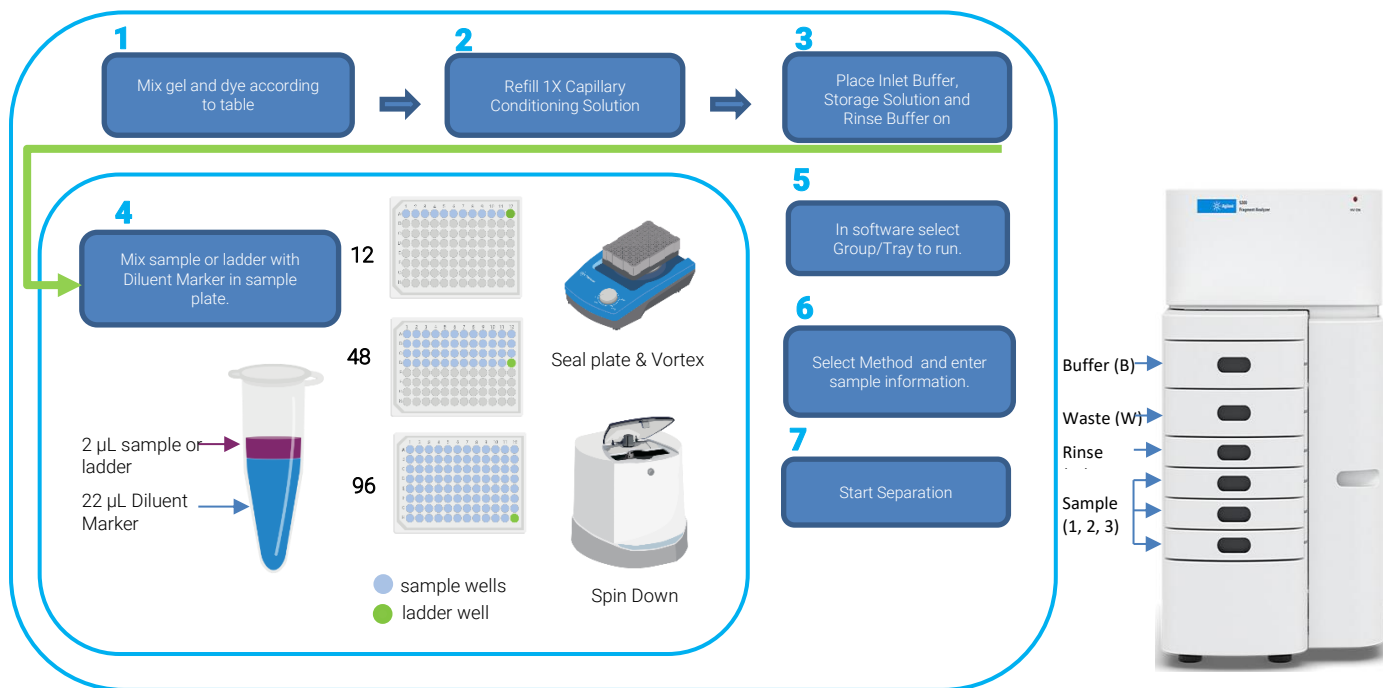 1
Mix gel and dye according
to table
2
Refill 1X Capillary
Conditioning Solution
3
Place Inlet Buffer,
Storage Solution and
Rinse Buffer on
4
Mix sample or ladder with
Diluent Marker in sample
plate.
2 µL sample or
ladder
22 µL Diluent
Marker
12
48
96
sample wells
ladder well
Seal plate & Vortex
Spin Down
5
In software select
Group/Tray to run.
6
Select Method and enter
sample information.
7
Start Separation
Agilent
Fragment Analyzer
Buffer (B)
Waste (W)
Rinse
Sample
(1, 2, 3)